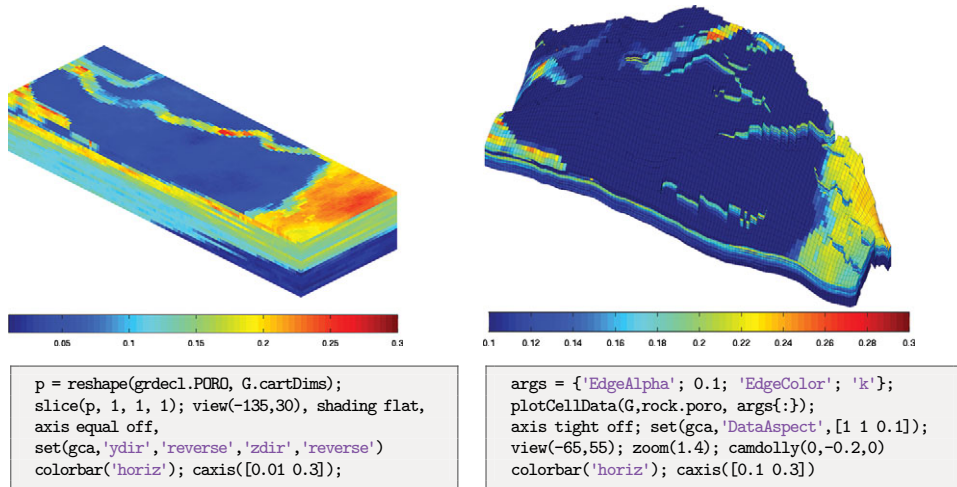 0.05 0.1 0.15 0.2 0.25 0.3
0.1 0.12 0.14 0.16 0.18 0.2 0.22 0.24 0.26 0.28 0.3
p = reshape(grdecl.PORO, G.cartDims);
slice(p, 1, 1, 1); view(-135,30), shading flat,
axis equal off,
set(gca,'ydir','reverse','zdir','reverse')
colorbar('horiz'); caxis([0.01 0.3]);
args = {'EdgeAlpha'; 0.1; 'EdgeColor'; 'k'};
plotCellData(G,rock.poro, args{:});
axis tight off; set(gca,'DataAspect',[1 1 0.1]);
view(-65,55); zoom(1.4); camdolly(0,-0.2,0)
colorbar('horiz'); caxis([0.1 0.3])